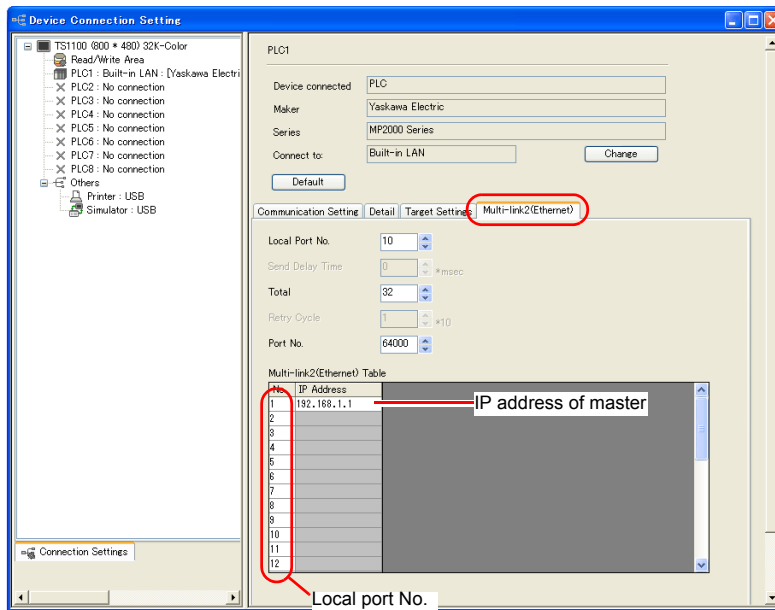 Device Connection Setting
TS1100 (800 * 480) 32K-Color
Read/Write Area
PLC1 : Built-in LAN : [Yaskawa Electri
PLC2 : No connection
PLC3 : No connection
PLC4 : No connection
PLC5 : No connection
PLC6 : No connection
PLC7 : No connection
PLC8 : No connection
Others
Printer : USB
Simulator : USB
Connection Settings
PLC1
Device connected PLC
Maker Yaskawa Electric
Series MP2000 Series
Connect to: Built-in LAN Change
Default
Communication Setting Detail Target Settings Multi-link2(Ethernet)
Local Port No. 10
Send Delay Time 0 *msec
Total 32
Retry Cycle 1 *10
Port No. 64000
Multi-link2(Ethernet) Table
No. IP Address
1 192.168.1.1 IP address of master
2
3
4
5
6
7
8
9
10
11
12
Local port No.